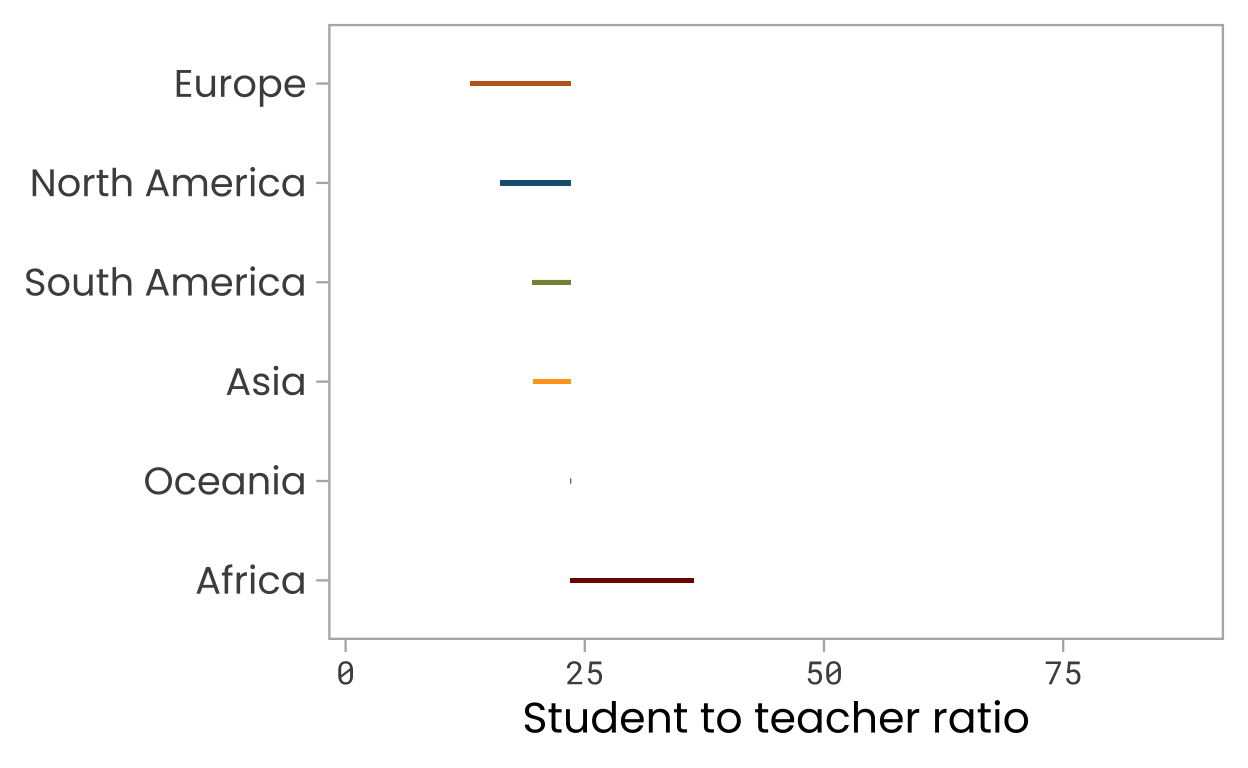 Europe
North America
South America
Asia
Oceania
Africa
0 25 50 75
Student to teacher ratio